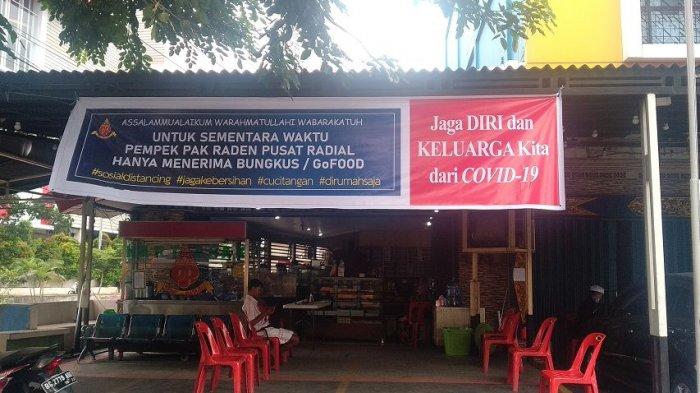 ASSALAMMUALAIKUM WARAHMATULLAHI WABARAKATUH
UNTUK SEMENTARA WAKTU
PEMPEK PAK RADEN PUSAT RADIAL
HANYA MENERIMA BUNGKUS / GoFOOD
#sosialdistancing #jagakebersihan #cucitangan #dirumahsaja
Jaga DIRI dan
KELUARGA Kita
dari COVID-19